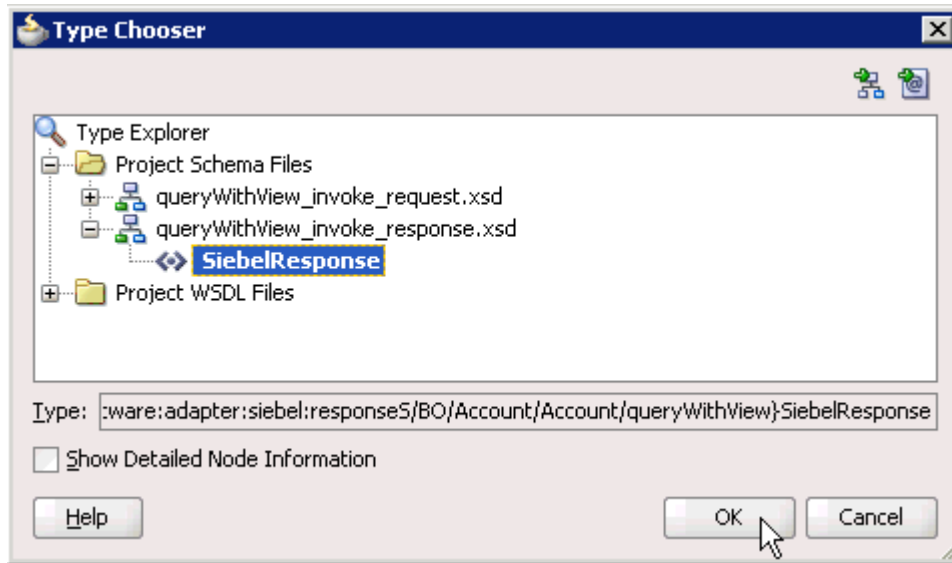 Type Chooser
Type Explorer
Project Schema Files
queryWithView_invoke_request.xsd
queryWithView_invoke_response.xsd
SiebelResponse
Project WSDL Files
Type: :ware:adapter:siebel:responseS/BO/Account/Account/queryWithView}SiebelResponse
Show Detailed Node Information
Help OK Cancel